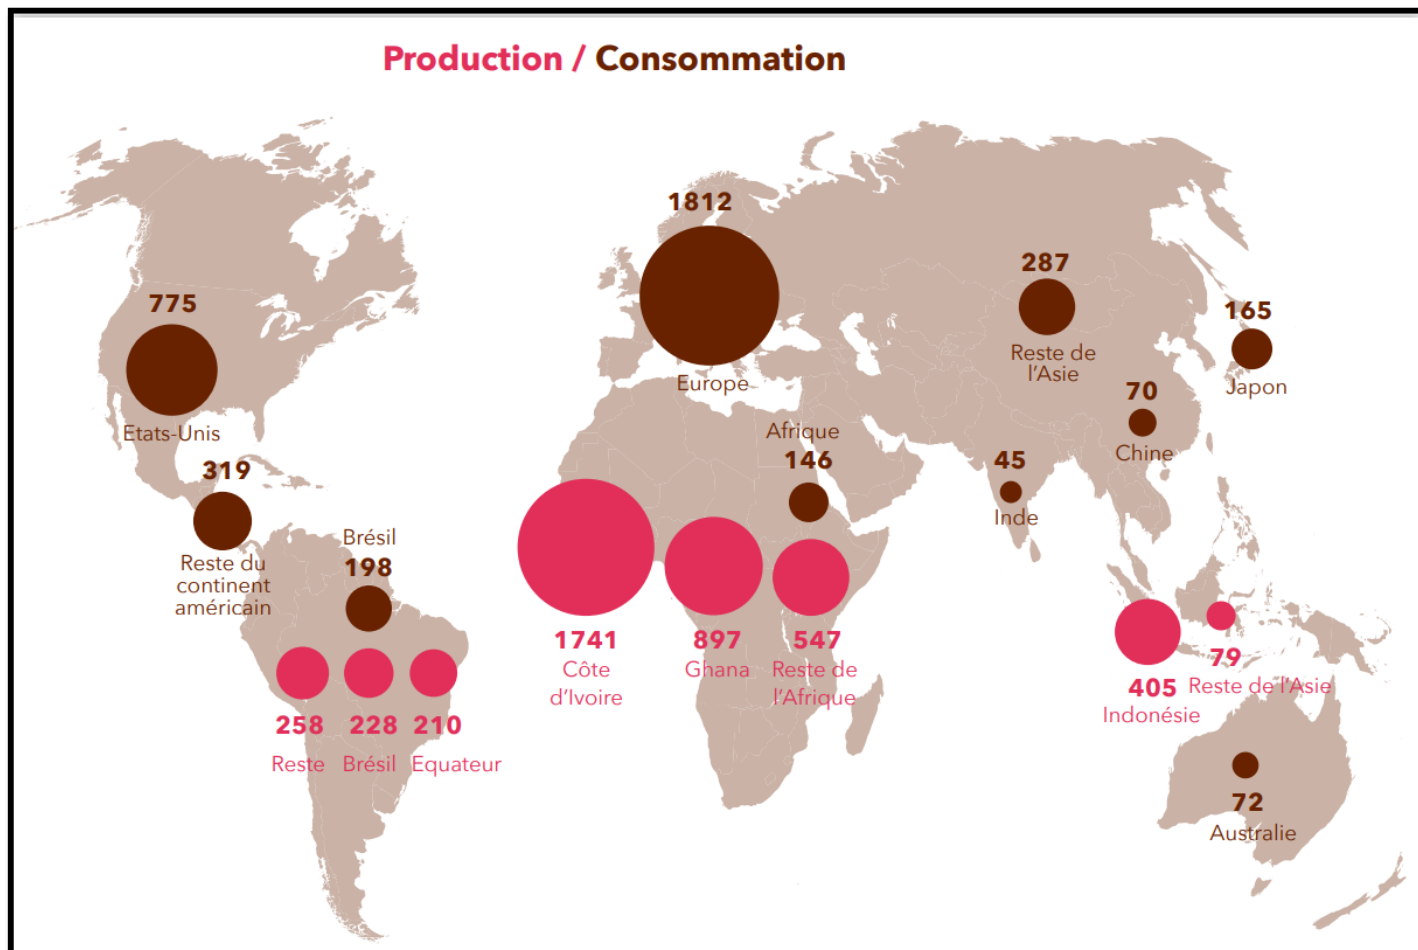 Production / Consommation
1812
287
775
165
Reste de
l'Asie
Europe
Japon
70
Afrique
Etats-Unis
146
45
Chine
319
Inde
Brésil
198
Reste du
continent
américain
1741
Côte
d'Ivoire
897
Ghana
547
Reste de
l'Afrique
79
Reste de l'Asie
405
Indonésie
258
Reste
228
Brésil
210
Equateur
72
Australie